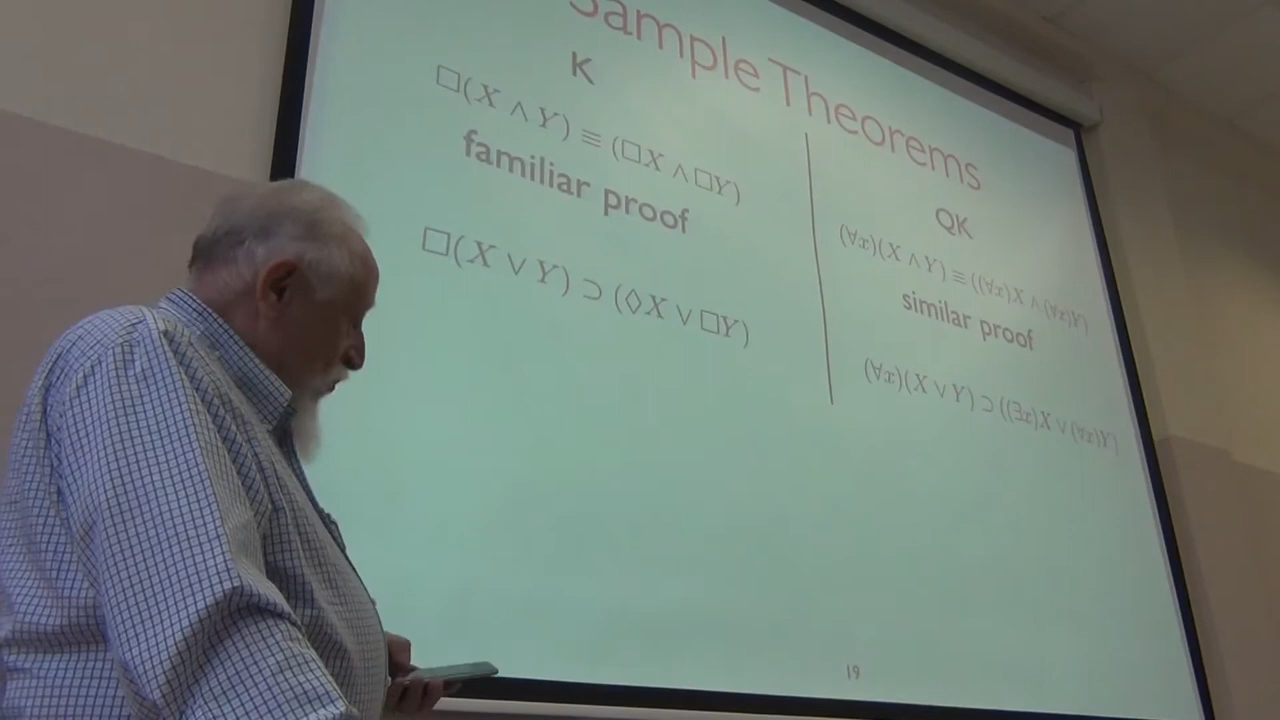 Sample Theorems
K
□(X ∧ Y) ≡ (□X ∧ □Y)
familiar proof
□(X ∨ Y) ⊃ (◊X ∨ □Y)
QK
(∀x)(X ∧ Y) ≡ ((∀x)X ∧ (∀x)Y)
similar proof
(∀x)(X ∨ Y) ⊃ ((∃x)X ∨ (∀x)Y)
19